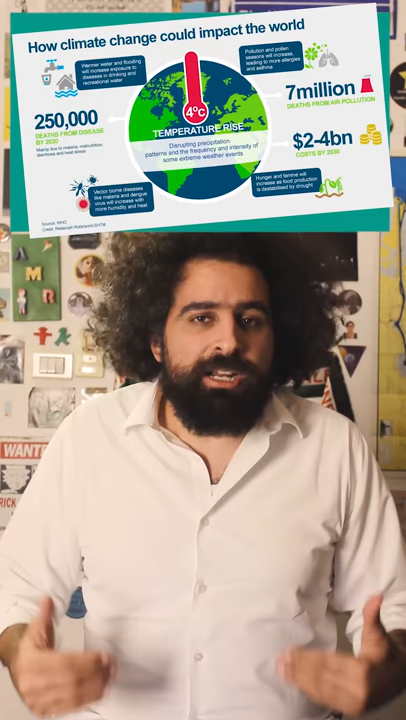 How climate change could impact the world
Warmer water and flooding
will increase exposure to
diseases in drinking and
recreational water
Pollution and pollen
seasons will increase,
leading to more allergies
and asthma
250,000
DEATHS FROM DISEASE
BY 2030
Mainly due to malaria, malnutrition,
diarrhoea and heat stress
4°C
TEMPERATURE RISE
Disrupting precipitation
patterns and the frequency and intensity of
some extreme weather events
7million
DEATHS FROM AIR POLLUTION
$2-4bn
COSTS BY 2030
Vector borne diseases
like malaria and dengue
virus will increase with
more humidity and heat
Hunger and famine will
increase as food production
is destabilised by drought
Source: WHO
A
M
R
WANT
RICK